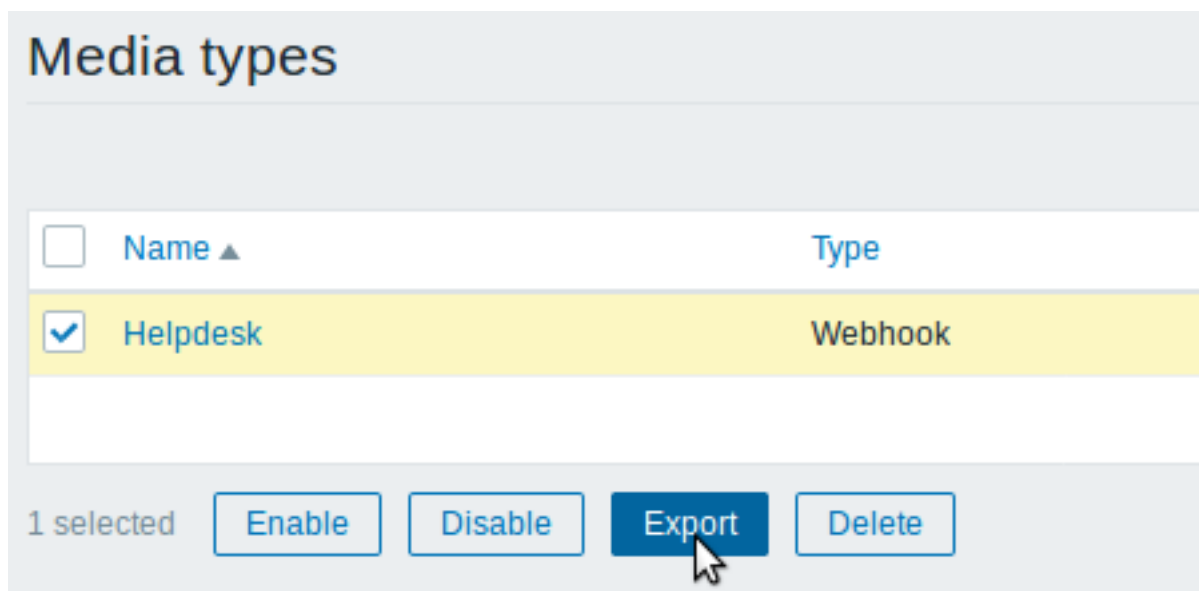 Media types
Name ▲ Type
Helpdesk Webhook
1 selected Enable Disable Export Delete